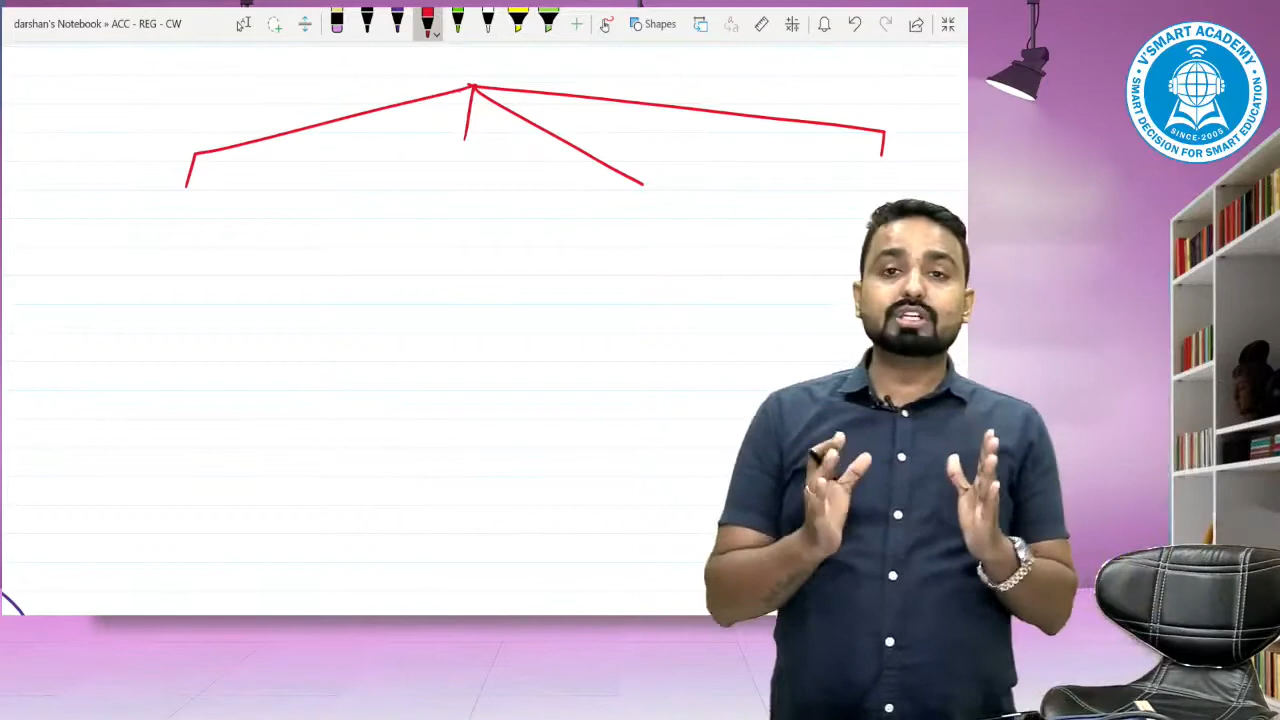 darshan's Notebook » ACC - REG - CW
Shapes
V'SMART ACADEMY
SINCE-2005
SMART DECISION FOR SMART EDUCATION